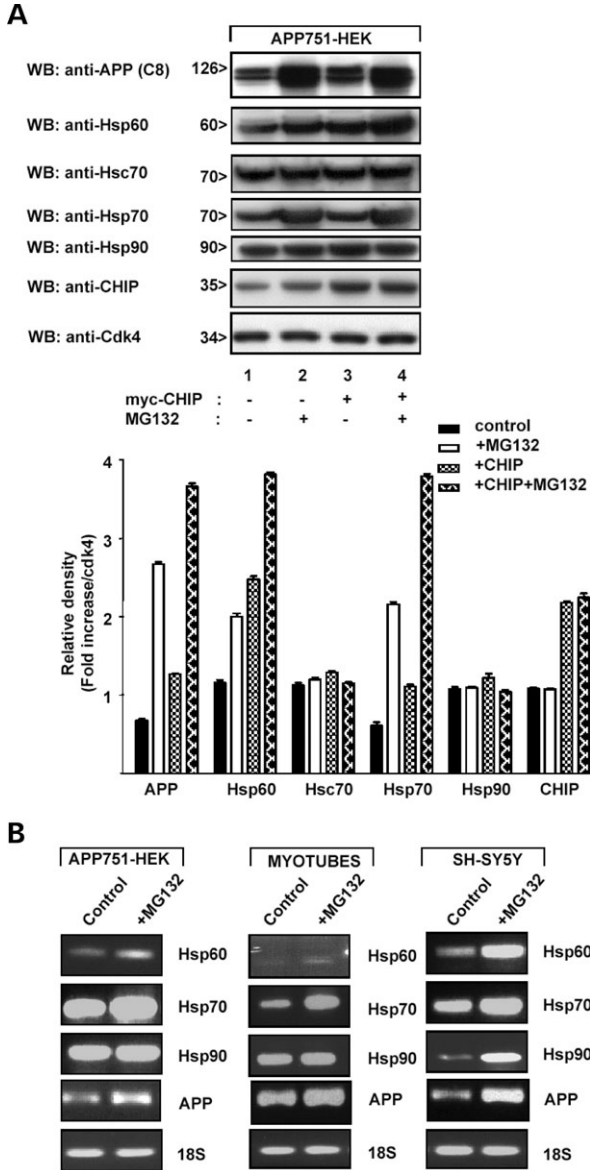 A
APP751-HEK
WB: anti-APP (C8) 126>
WB: anti-Hsp60 60>
WB: anti-Hsc70 70>
WB: anti-Hsp70 70>
WB: anti-Hsp90 90>
WB: anti-CHIP 35>
WB: anti-Cdk4 34>
1 2 3 4
myc-CHIP : - - + +
MG132 : - + - +
control
+MG132
+CHIP
+CHIP+MG132
Relative density
(Fold increase/cdk4)
4
3
2
1
APP Hsp60 Hsc70 Hsp70 Hsp90 CHIP
B
APP751-HEK MYOTUBES SH-SY5Y
Control +MG132 Control +MG132 Control +MG132
Hsp60 Hsp60 Hsp60
Hsp70 Hsp70 Hsp70
Hsp90 Hsp90 Hsp90
APP APP APP
18S 18S 18S